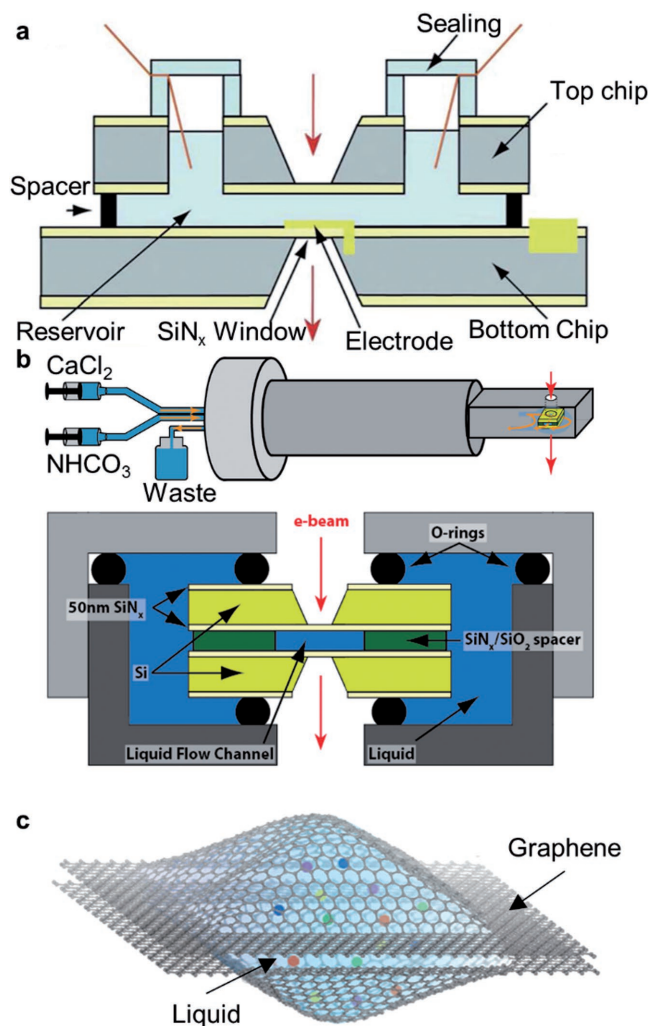 a
Sealing
Top chip
Spacer
Reservoir
SiNₓ Window
Electrode
Bottom Chip
b
CaCl₂
NHCO₃
Waste
e-beam
O-rings
50nm SiNₓ
SiNₓ/SiO₂ spacer
Si
Liquid Flow Channel
Liquid
c
Graphene
Liquid